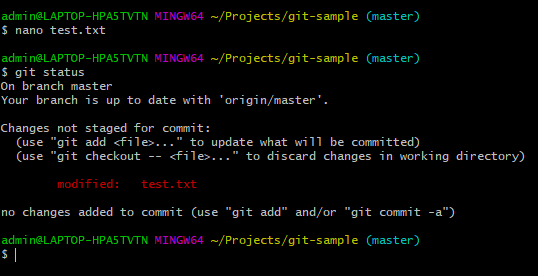 admin@LAPTOP-HPA5TVTN MINGW64 ~/Projects/git-sample (master)
$ nano test.txt
admin@LAPTOP-HPA5TVTN MINGW64 ~/Projects/git-sample (master)
$ git status
On branch master
Your branch is up to date with 'origin/master'.
Changes not staged for commit:
  (use "git add <file>..." to update what will be committed)
  (use "git checkout -- <file>..." to discard changes in working directory)
        modified:   test.txt
no changes added to commit (use "git add" and/or "git commit -a")
admin@LAPTOP-HPA5TVTN MINGW64 ~/Projects/git-sample (master)
$